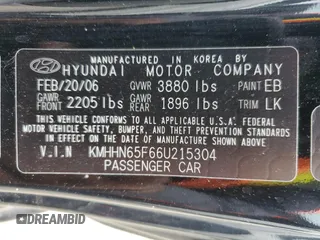 MANUFACTURED IN KOREA BY
HYUNDAI MOTOR COMPANY
FEB/20/06 GVWR 3880 lbs PAINT EB
GAWR FRONT 2205 lbs GAWR REAR 1896 lbs TRIM LK
THIS VEHICLE CONFORMS TO ALL APPLICABLE U.S. FEDERAL
MOTOR VEHICLE SAFETY, BUMPER, AND THEFT PREVENTION
STANDARDS IN EFFECT ON THE DATE OF MANUFACTURE
SHOWN ABOVE.
V.I.N KMHHN65F66U215304
PASSENGER CAR
DREAMBID DREAMBID.COM